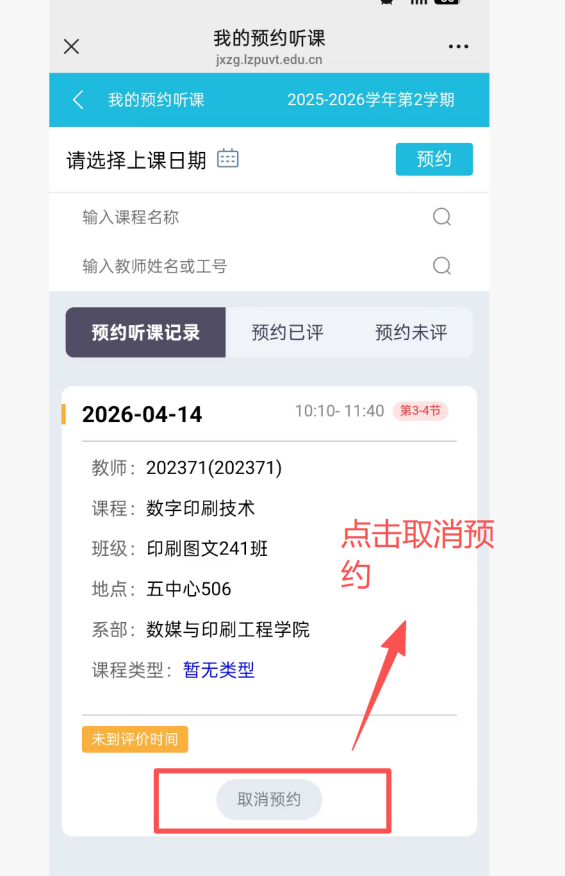 我的预约听课
jxzg.lzpuvt.edu.cn
我的预约听课 2025-2026学年第2学期
请选择上课日期 预约
输入课程名称
输入教师姓名或工号
预约听课记录 预约已评 预约未评
2026-04-14 10:10- 11:40 第3-4节
教师：202371(202371)
课程：数字印刷技术
班级：印刷图文241班
地点：五中心506
系部：数媒与印刷工程学院
课程类型：暂无类型
点击取消预
约
未到评价时间
取消预约